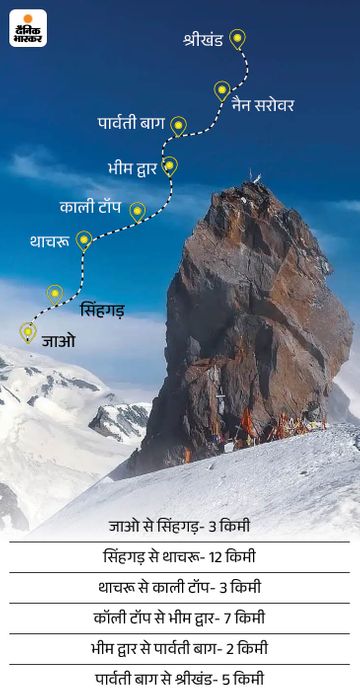 दैनिक
भास्कर
श्रीखंड
नैन सरोवर
पार्वती बाग
भीम द्वार
काली टॉप
थाचरू
सिंहगड़
जाओ
जाओ से सिंहगड़- 3 किमी
सिंहगड़ से थाचरू- 12 किमी
थाचरू से काली टॉप- 3 किमी
कॉली टॉप से भीम द्वार- 7 किमी
भीम द्वार से पार्वती बाग- 2 किमी
पार्वती बाग से श्रीखंड- 5 किमी